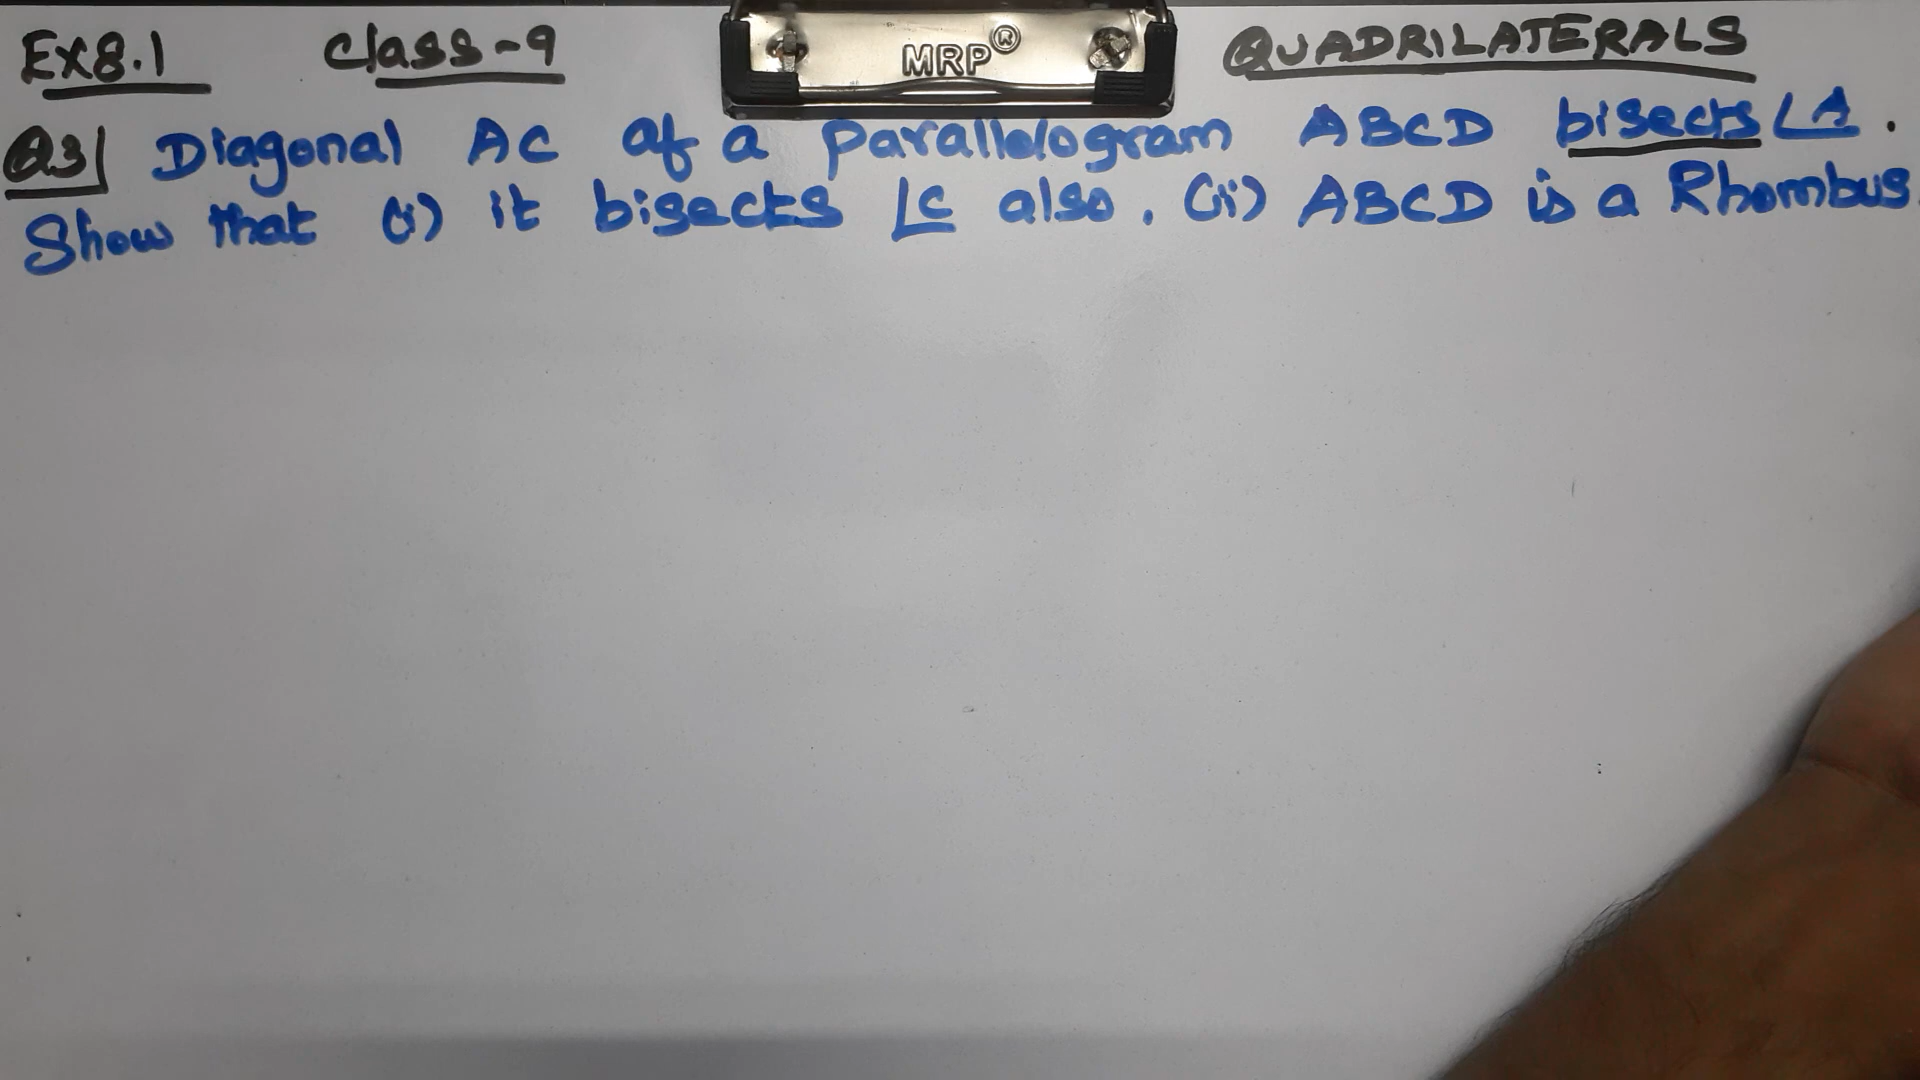 Ex8.1 Class-9 MRP® QUADRILATERALS
Q3| Diagonal AC of a parallelogram ABCD bisects ∠A.
Show that (i) it bisects ∠C also. (ii) ABCD is a Rhombus.